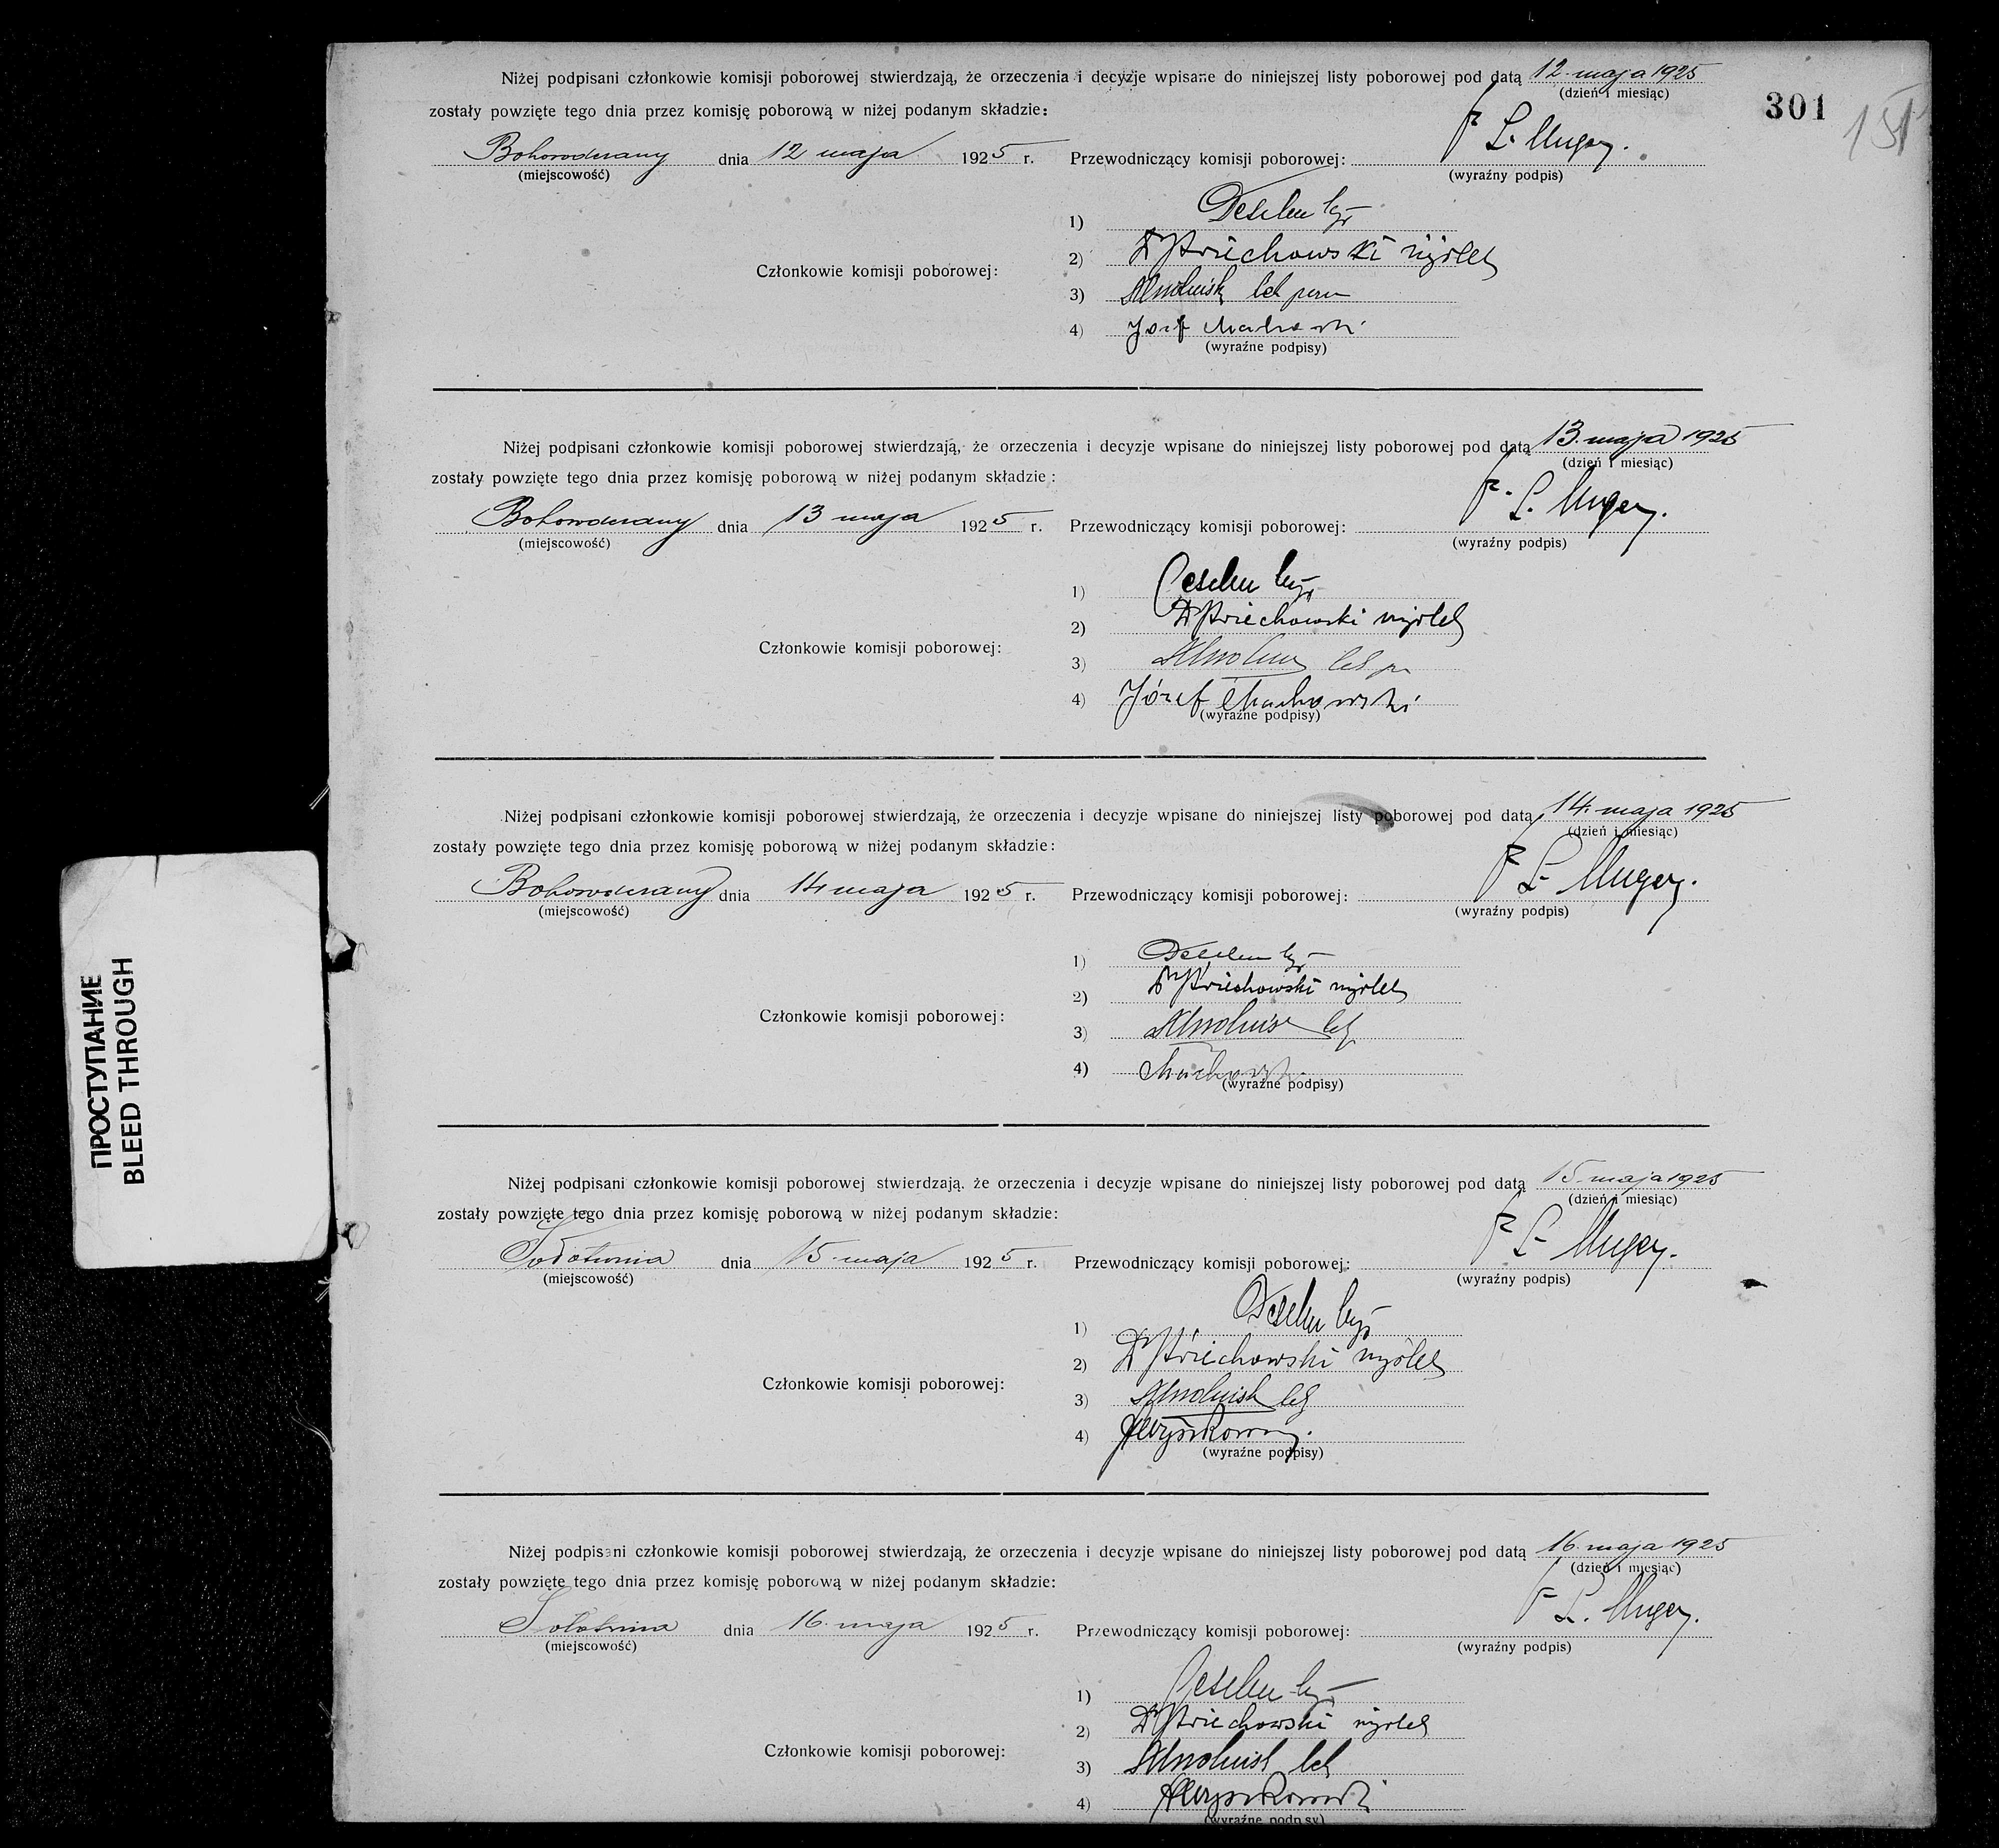 Niżej podpisani członkowie komisji poborowej stwierdzają, że orzeczenia i decyzje wpisane do niniejszej listy poborowej pod datą 12. maja 1925
(dzień i miesiąc)
301
151
zostały powzięte tego dnia przez komisję poborową w niżej podanym składzie:
Bohorodczany dnia 12 maja 1925 r. Przewodniczący komisji poborowej:
(miejscowość) (wyraźny podpis)
1)
2)
Członkowie komisji poborowej:
3)
4) Józef Machowski
(wyraźne podpisy)
Niżej podpisani członkowie komisji poborowej stwierdzają, że orzeczenia i decyzje wpisane do niniejszej listy poborowej pod datą 13. maja 1925
(dzień i miesiąc)
zostały powzięte tego dnia przez komisję poborową w niżej podanym składzie:
Bohorodczany dnia 13 maja 1925 r. Przewodniczący komisji poborowej:
(miejscowość) (wyraźny podpis)
1)
2)
Członkowie komisji poborowej:
3)
4) Józef Machowski
(wyraźne podpisy)
Niżej podpisani członkowie komisji poborowej stwierdzają, że orzeczenia i decyzje wpisane do niniejszej listy poborowej pod datą 14. maja 1925
(dzień i miesiąc)
zostały powzięte tego dnia przez komisję poborową w niżej podanym składzie:
Bohorodczany dnia 14 maja 1925 r. Przewodniczący komisji poborowej:
(miejscowość) (wyraźny podpis)
1)
2)
Członkowie komisji poborowej:
3)
4) Machowski
(wyraźne podpisy)
ПРОСТУПАНИЕ
BLEED THROUGH
Niżej podpisani członkowie komisji poborowej stwierdzają, że orzeczenia i decyzje wpisane do niniejszej listy poborowej pod datą 15. maja 1925
(dzień i miesiąc)
zostały powzięte tego dnia przez komisję poborową w niżej podanym składzie:
Sołotwina dnia 15 maja 1925 r. Przewodniczący komisji poborowej:
(miejscowość) (wyraźny podpis)
1)
2)
Członkowie komisji poborowej:
3)
4)
(wyraźne podpisy)
Niżej podpisani członkowie komisji poborowej stwierdzają, że orzeczenia i decyzje wpisane do niniejszej listy poborowej pod datą 16. maja 1925
(dzień i miesiąc)
zostały powzięte tego dnia przez komisję poborową w niżej podanym składzie:
Sołotwina dnia 16. maja 1925 r. Przewodniczący komisji poborowej:
(miejscowość) (wyraźny podpis)
1)
2)
Członkowie komisji poborowej:
3)
4)
(wyraźne podpisy)